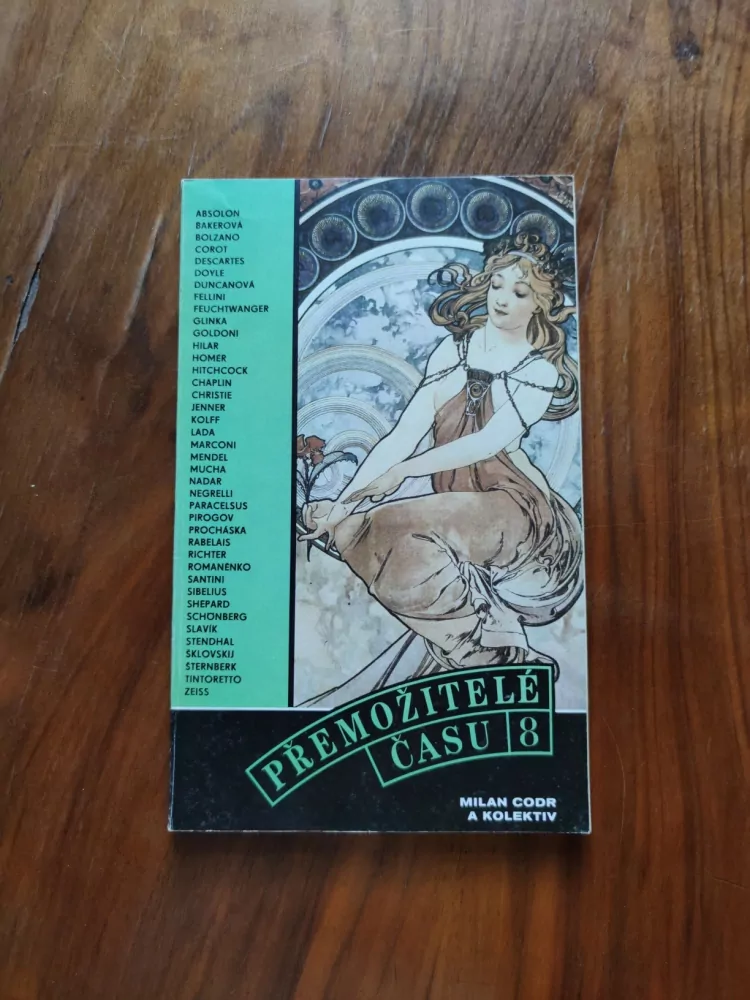 ABSOLON
BAKEROVÁ
BOLZANO
COROT
DESCARTES
DOYLE
DUNCANOVÁ
FELLINI
FEUCHTWANGER
GLINKA
GOLDONI
HILAR
HOMER
HITCHCOCK
CHAPLIN
CHRISTIE
JENNER
KOLFF
LADA
MARCONI
MENDEL
MUCHA
NADAR
NEGRELLI
PARACELSUS
PIROGOV
PROCHÁSKA
RABELAIS
RICHTER
ROMANĚNKO
SANTINI
SIBELIUS
SHEPARD
SCHÖNBERG
SLAVÍK
STENDHAL
ŠKLOVSKIJ
ŠTERNBERK
TINTORETTO
ZEISS
PŘEMOŽITELÉ
ČASU 8
MILAN CODR
A KOLEKTIV